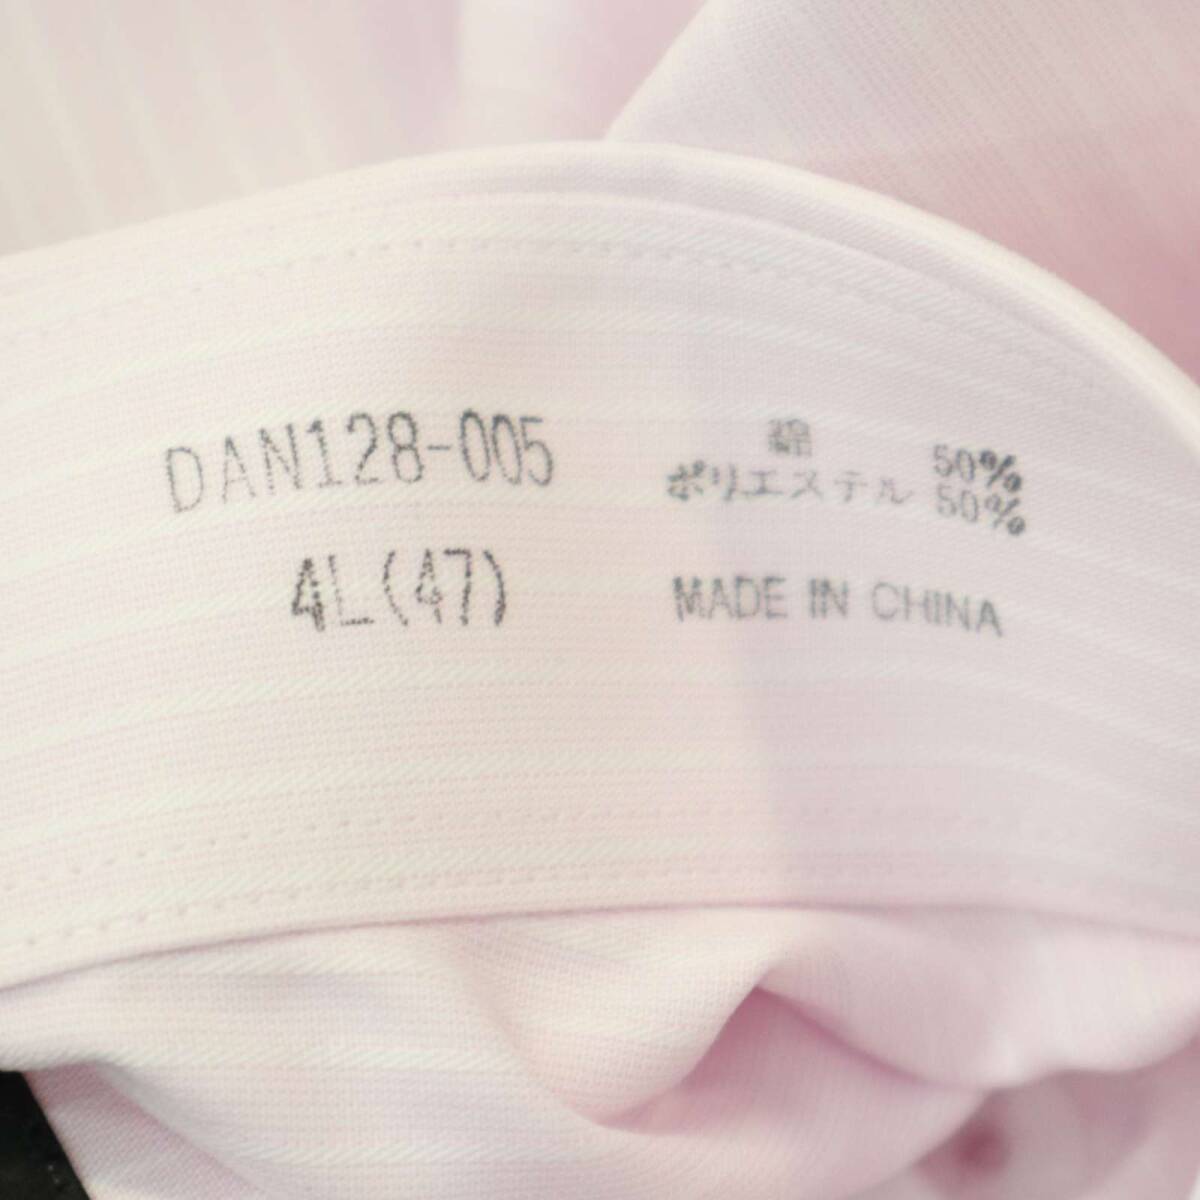 DAN128-005
4L(47)
綿 50%
ポリエステル 50%
MADE IN CHINA